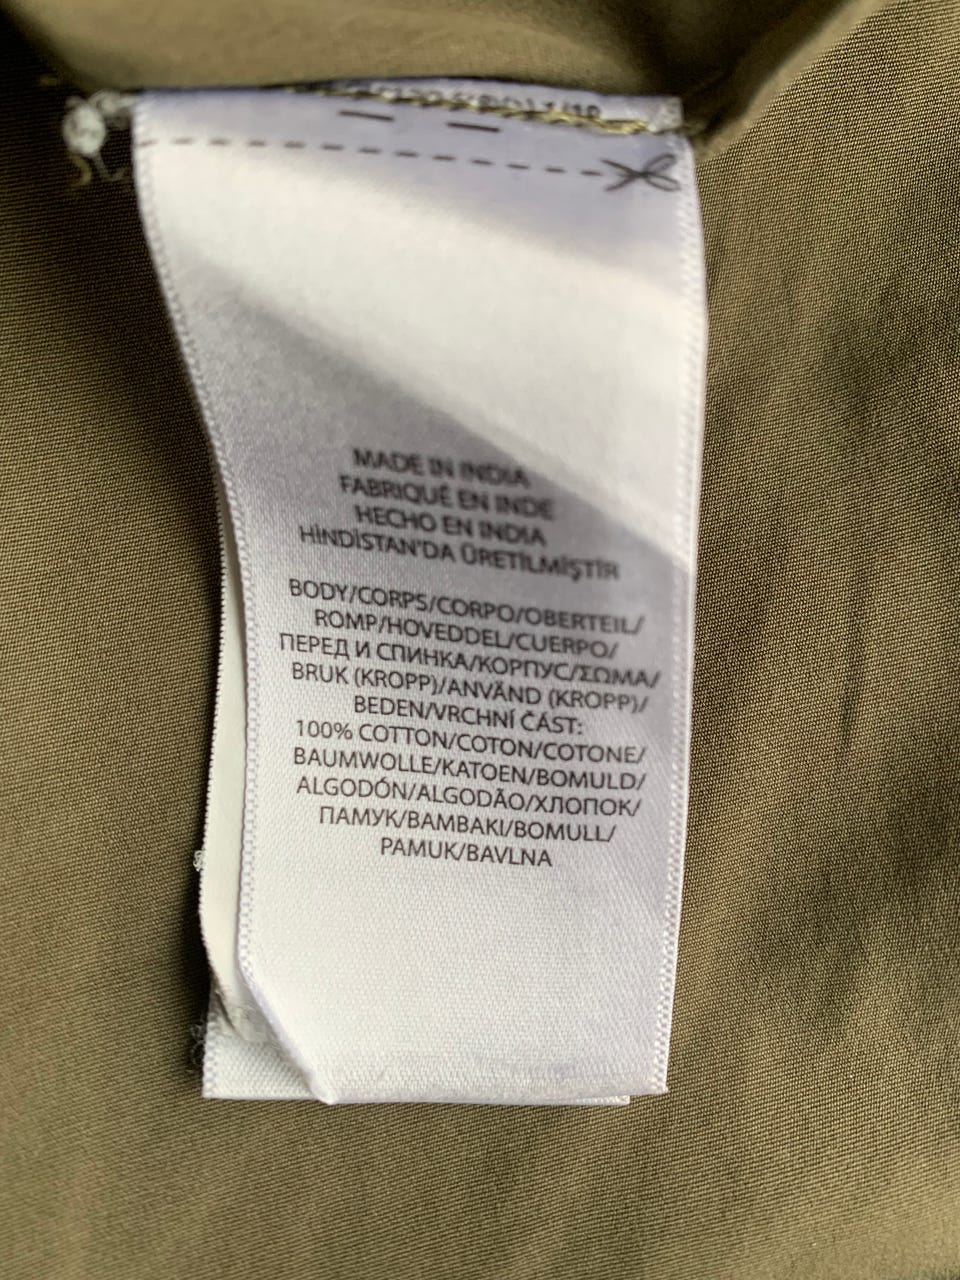 MADE IN INDIA
FABRIQUÉ EN INDE
HECHO EN INDIA
HİNDİSTAN'DA ÜRETİLMİŞTİR
BODY/CORPS/CORPO/OBERTEIL/
ROMP/HOVEDDEL/CUERPO/
ПЕРЕД И СПИНКА/КОРПУС/ΣΩΜΑ/
BRUK (KROPP)/ANVÄND (KROPP)/
BEDEN/VRCHNÍ ČÁST:
100% COTTON/COTON/COTONE/
BAUMWOLLE/KATOEN/BOMULD/
ALGODÓN/ALGODÃO/ХЛОПОК/
ПАМУК/BAMBAKI/BOMULL/
PAMUK/BAVLNA